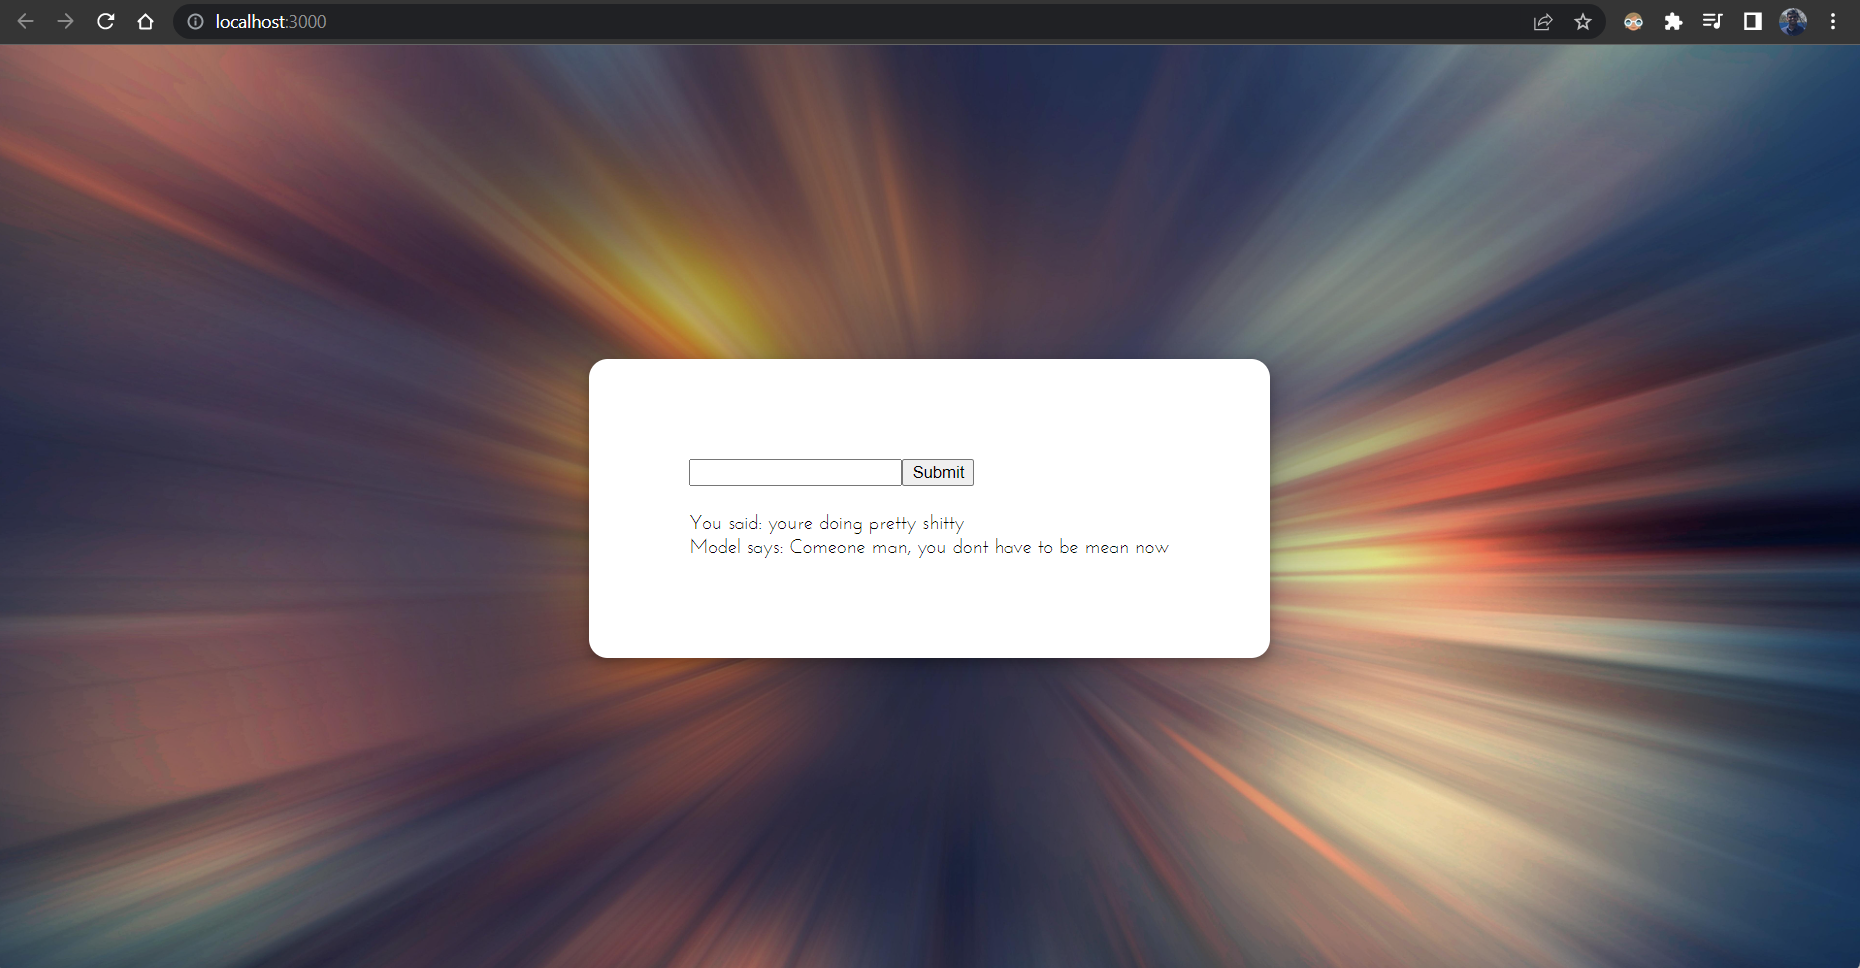 localhost:3000
Submit
You said: youre doing pretty shitty
Model says: Comeone man, you dont have to be mean now